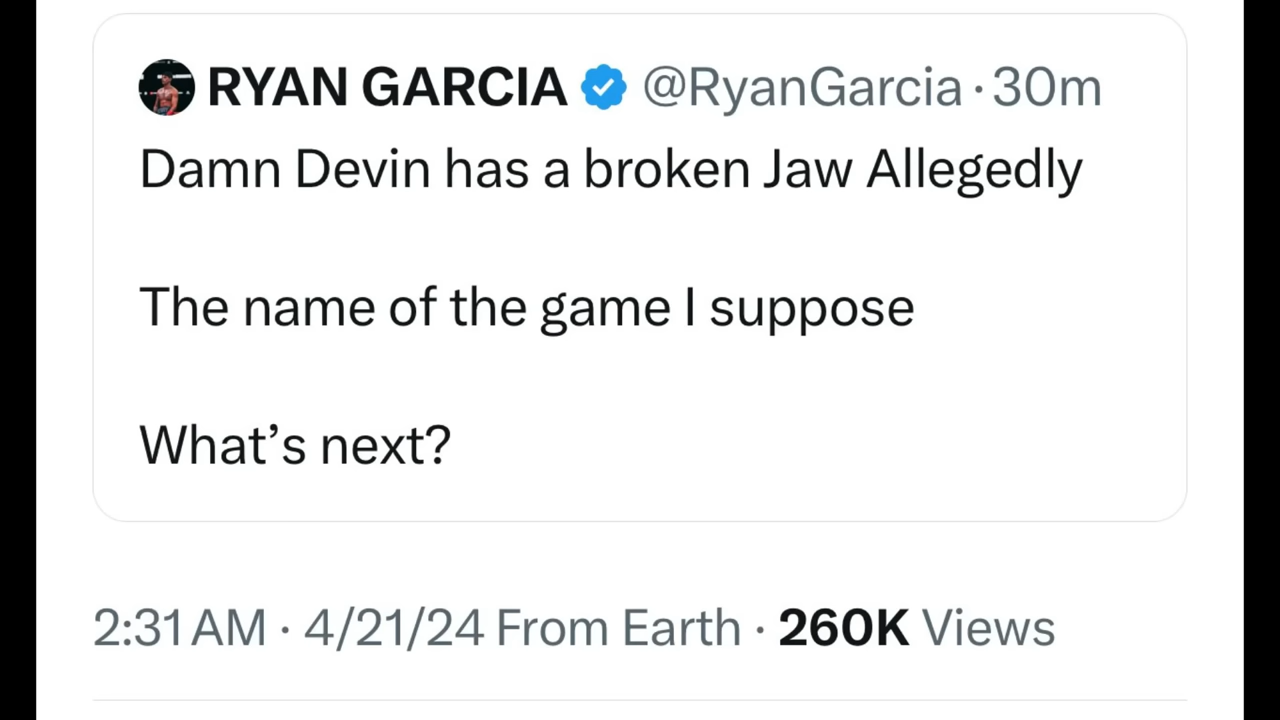 RYAN GARCIA @RyanGarcia · 30m
Damn Devin has a broken Jaw Allegedly
The name of the game I suppose
What’s next?
2:31 AM · 4/21/24 From Earth · 260K Views